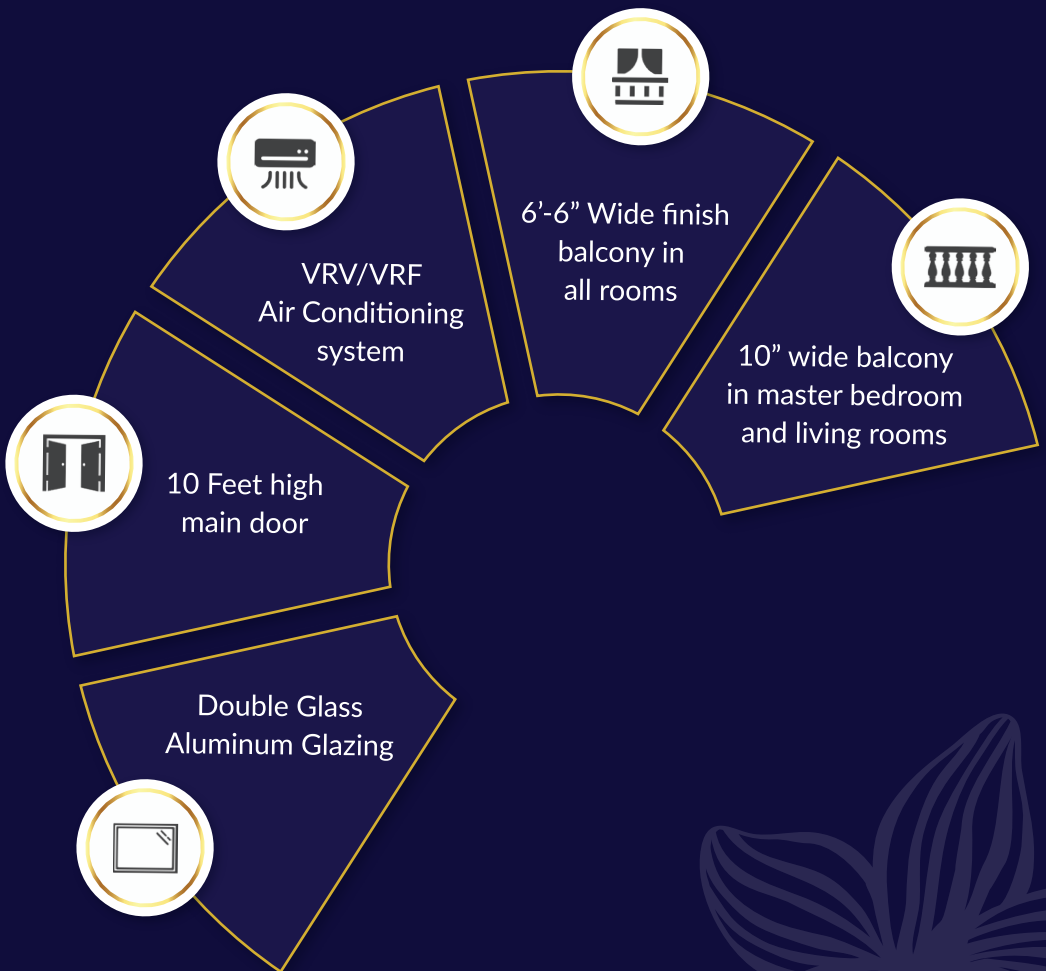 6’-6” Wide finish
balcony in
all rooms
VRV/VRF
Air Conditioning
system
10” wide balcony
in master bedroom
and living rooms
10 Feet high
main door
Double Glass
Aluminum Glazing